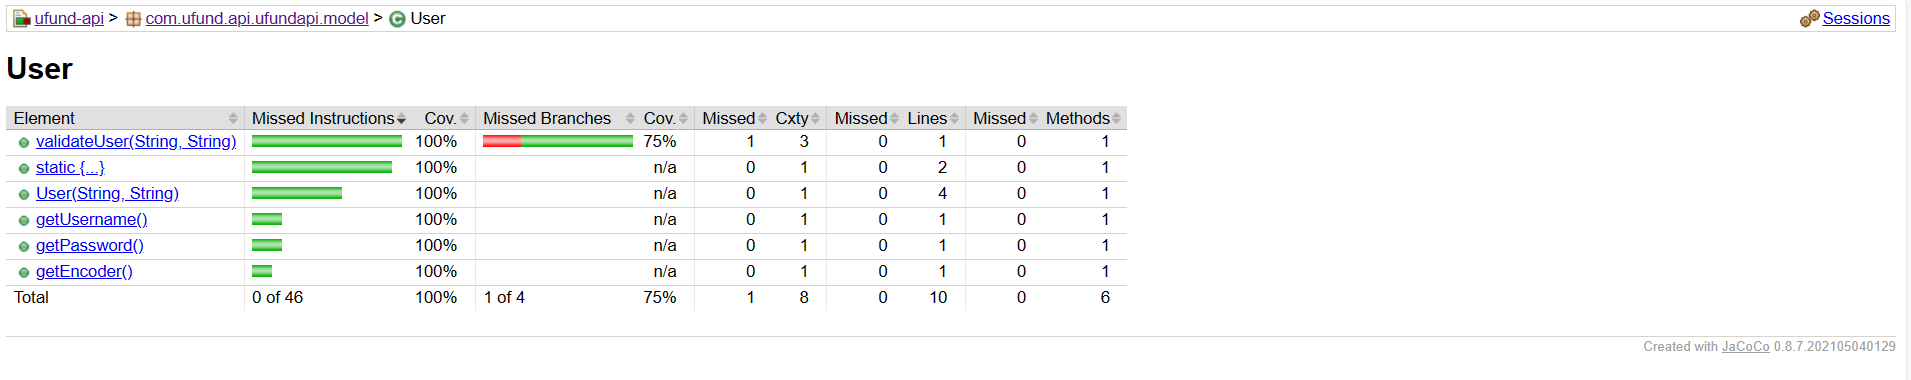 ufund-api > com.ufund.api.ufundapi.model > User Sessions
User
Element Missed Instructions Cov. Missed Branches Cov. Missed Cxty Missed Lines Missed Methods
validateUser(String, String) 100% 75% 1 3 0 1 0 1
static {...} 100% n/a 0 1 0 2 0 1
User(String, String) 100% n/a 0 1 0 4 0 1
getUsername() 100% n/a 0 1 0 1 0 1
getPassword() 100% n/a 0 1 0 1 0 1
getEncoder() 100% n/a 0 1 0 1 0 1
Total 0 of 46 100% 1 of 4 75% 1 8 0 10 0 6
Created with JaCoCo 0.8.7.202105040129